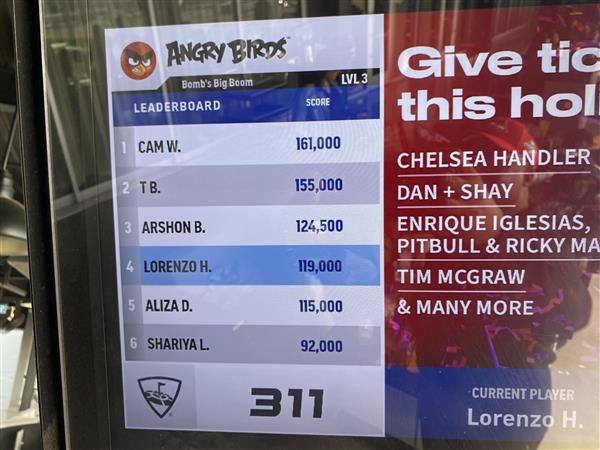 ANGRY BIRDS
Bomb's Big Boom LVL 3
LEADERBOARD SCORE
1 CAM W. 161,000
2 T B. 155,000
3 ARSHON B. 124,500
4 LORENZO H. 119,000
5 ALIZA D. 115,000
6 SHARIYA L. 92,000
311
Give tic
this hol
CHELSEA HANDLER
DAN + SHAY
ENRIQUE IGLESIAS,
PITBULL & RICKY MA
TIM MCGRAW
& MANY MORE
CURRENT PLAYER
Lorenzo H.